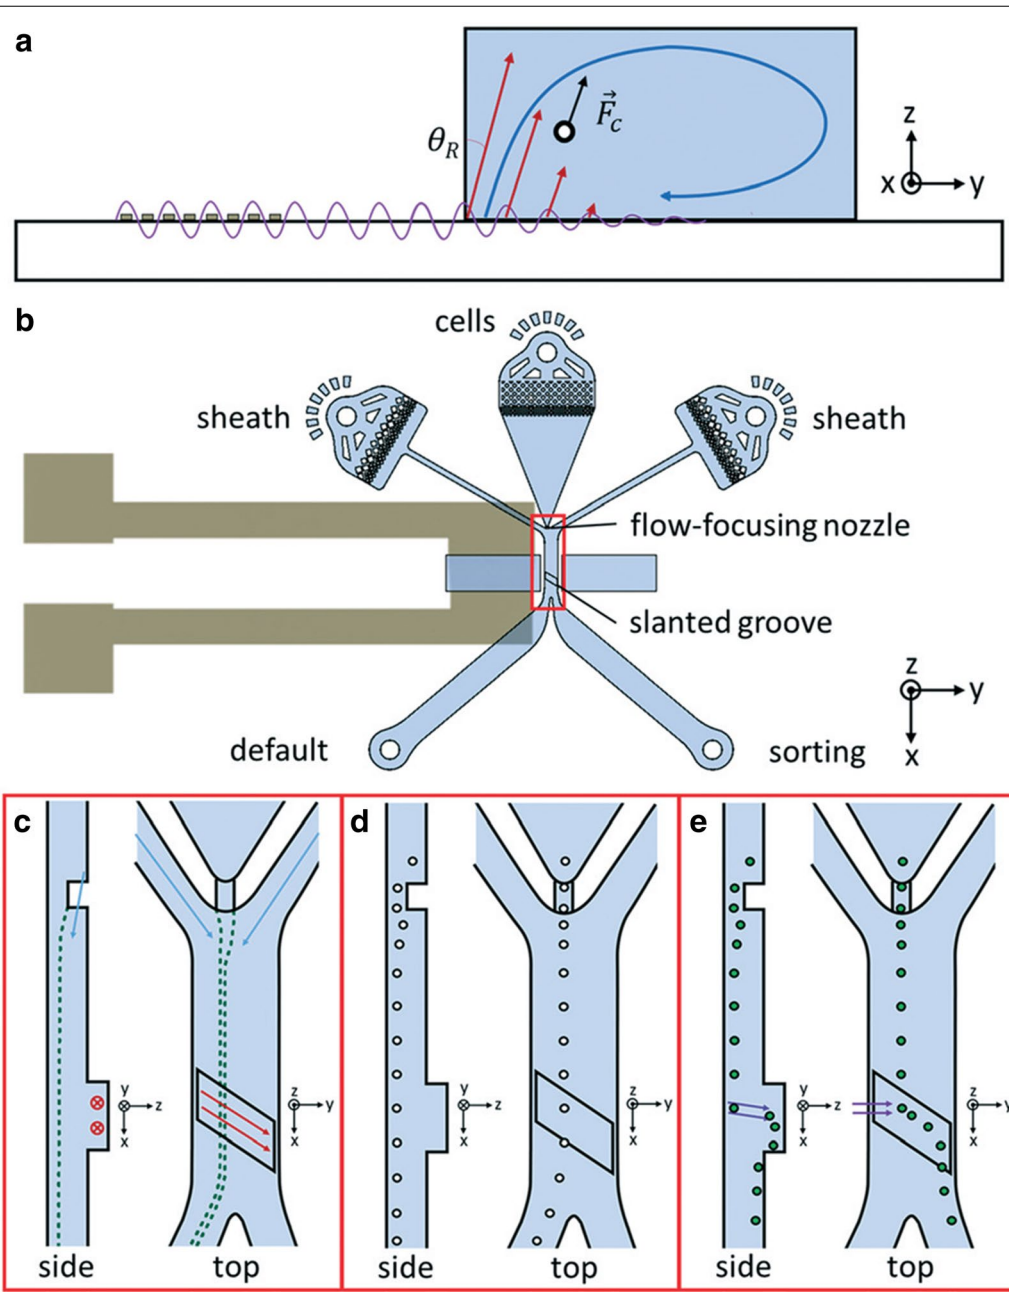 a
θR
F⃗c
z
x y
b
cells
sheath sheath
flow-focusing nozzle
slanted groove
z
y
x
default sorting
c d e
y z x
z y x
y z x
z y x
y z x
z y x
side top side top side top